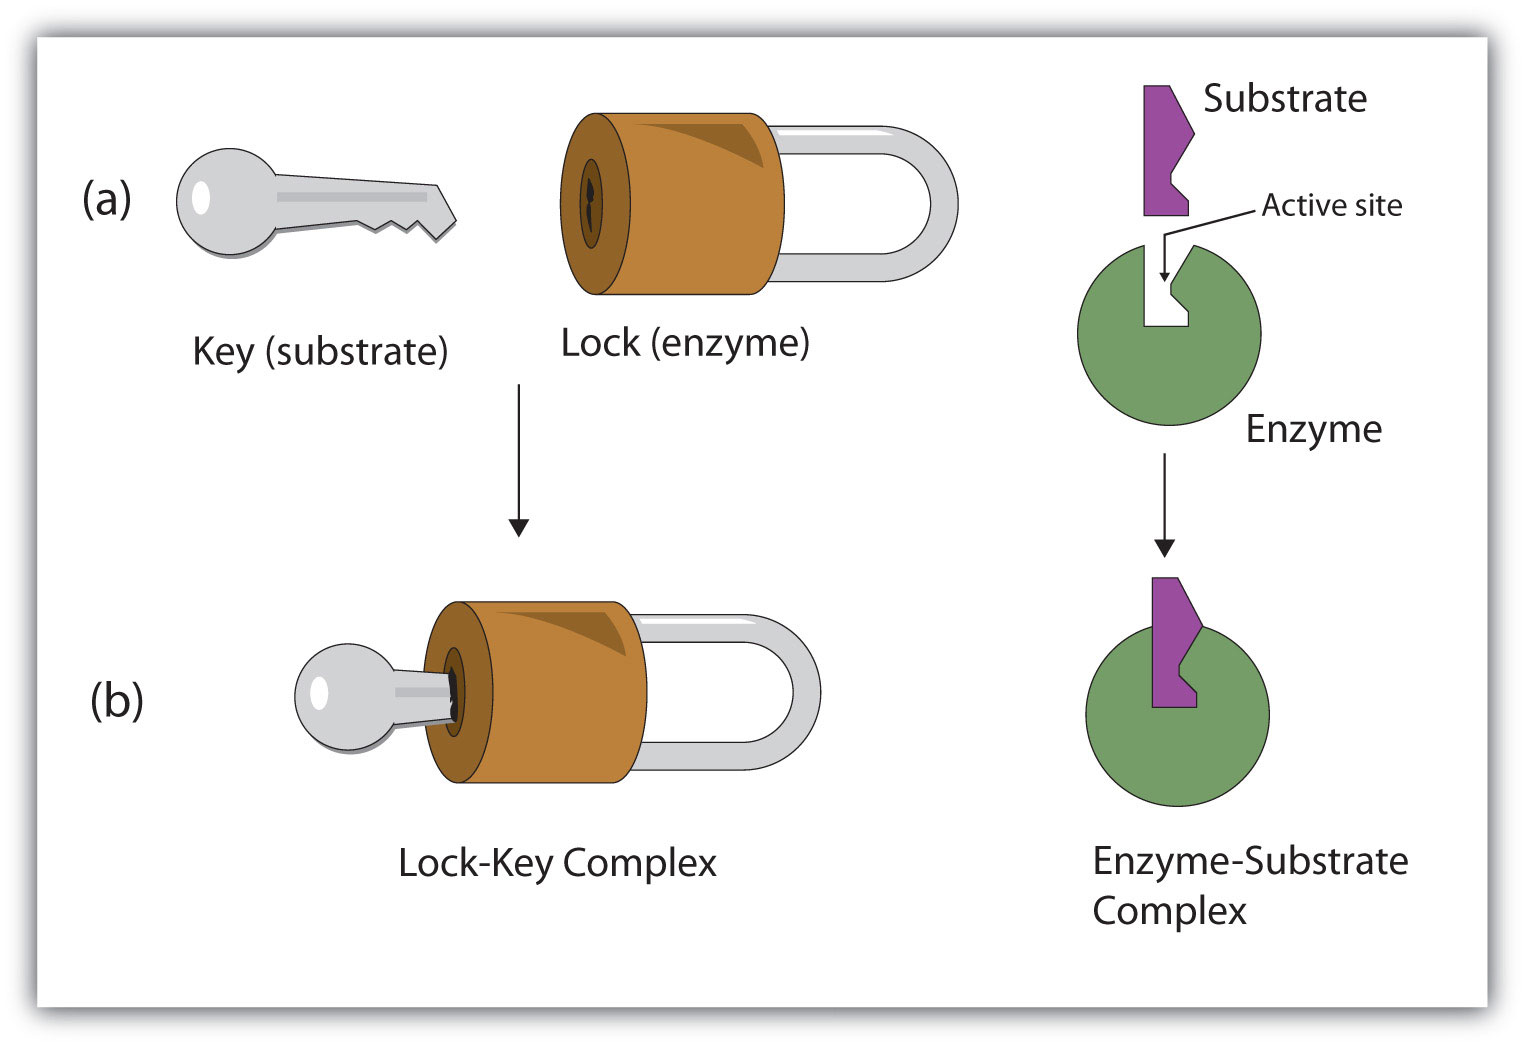 (a)
Key (substrate)
Lock (enzyme)
Substrate
Active site
Enzyme
(b)
Lock-Key Complex
Enzyme-Substrate
Complex